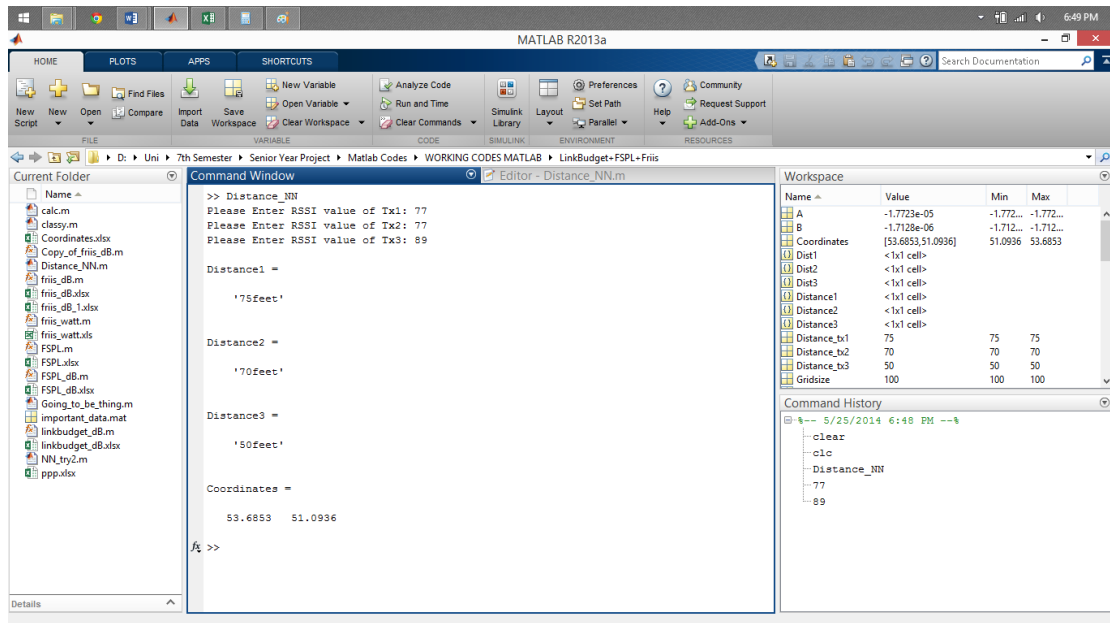 6:49 PM
MATLAB R2013a
HOME PLOTS APPS SHORTCUTS
Search Documentation
New Script
New
Open
Find Files
Compare
Import Data
Save Workspace
New Variable
Open Variable
Clear Workspace
Analyze Code
Run and Time
Clear Commands
Simulink Library
Layout
Preferences
Set Path
Parallel
Help
Community
Request Support
Add-Ons
FILE VARIABLE CODE SIMULINK ENVIRONMENT RESOURCES
D: Uni 7th Semester Senior Year Project Matlab Codes WORKING CODES MATLAB LinkBudget+FSPL+Friis
Current Folder
Name
calc.m
classy.m
Coordinates.xlsx
Copy_of_friis_dB.m
Distance_NN.m
friis_dB.m
friis_dB.xlsx
friis_dB_1.xlsx
friis_watt.m
friis_watt.xls
FSPL.m
FSPL.xlsx
FSPL_dB.m
FSPL_dB.xlsx
Going_to_be_thing.m
important_data.mat
linkbudget_dB.m
linkbudget_dB.xlsx
NN_try2.m
ppp.xlsx
Details
Command Window
Editor - Distance_NN.m
>> Distance_NN
Please Enter RSSI value of Tx1: 77
Please Enter RSSI value of Tx2: 77
Please Enter RSSI value of Tx3: 89
Distance1 =
'75feet'
Distance2 =
'70feet'
Distance3 =
'50feet'
Coordinates =
53.6853 51.0936
fx >>
Workspace
Name Value Min Max
A -1.7723e-05 -1.772... -1.772...
B -1.7128e-06 -1.712... -1.712...
Coordinates [53.6853,51.0936] 51.0936 53.6853
Dist1 <1x1 cell>
Dist2 <1x1 cell>
Dist3 <1x1 cell>
Distance1 <1x1 cell>
Distance2 <1x1 cell>
Distance3 <1x1 cell>
Distance_tx1 75 75 75
Distance_tx2 70 70 70
Distance_tx3 50 50 50
Gridsize 100 100 100
Command History
%-- 5/25/2014 6:48 PM --%
clear
clc
Distance_NN
77
89